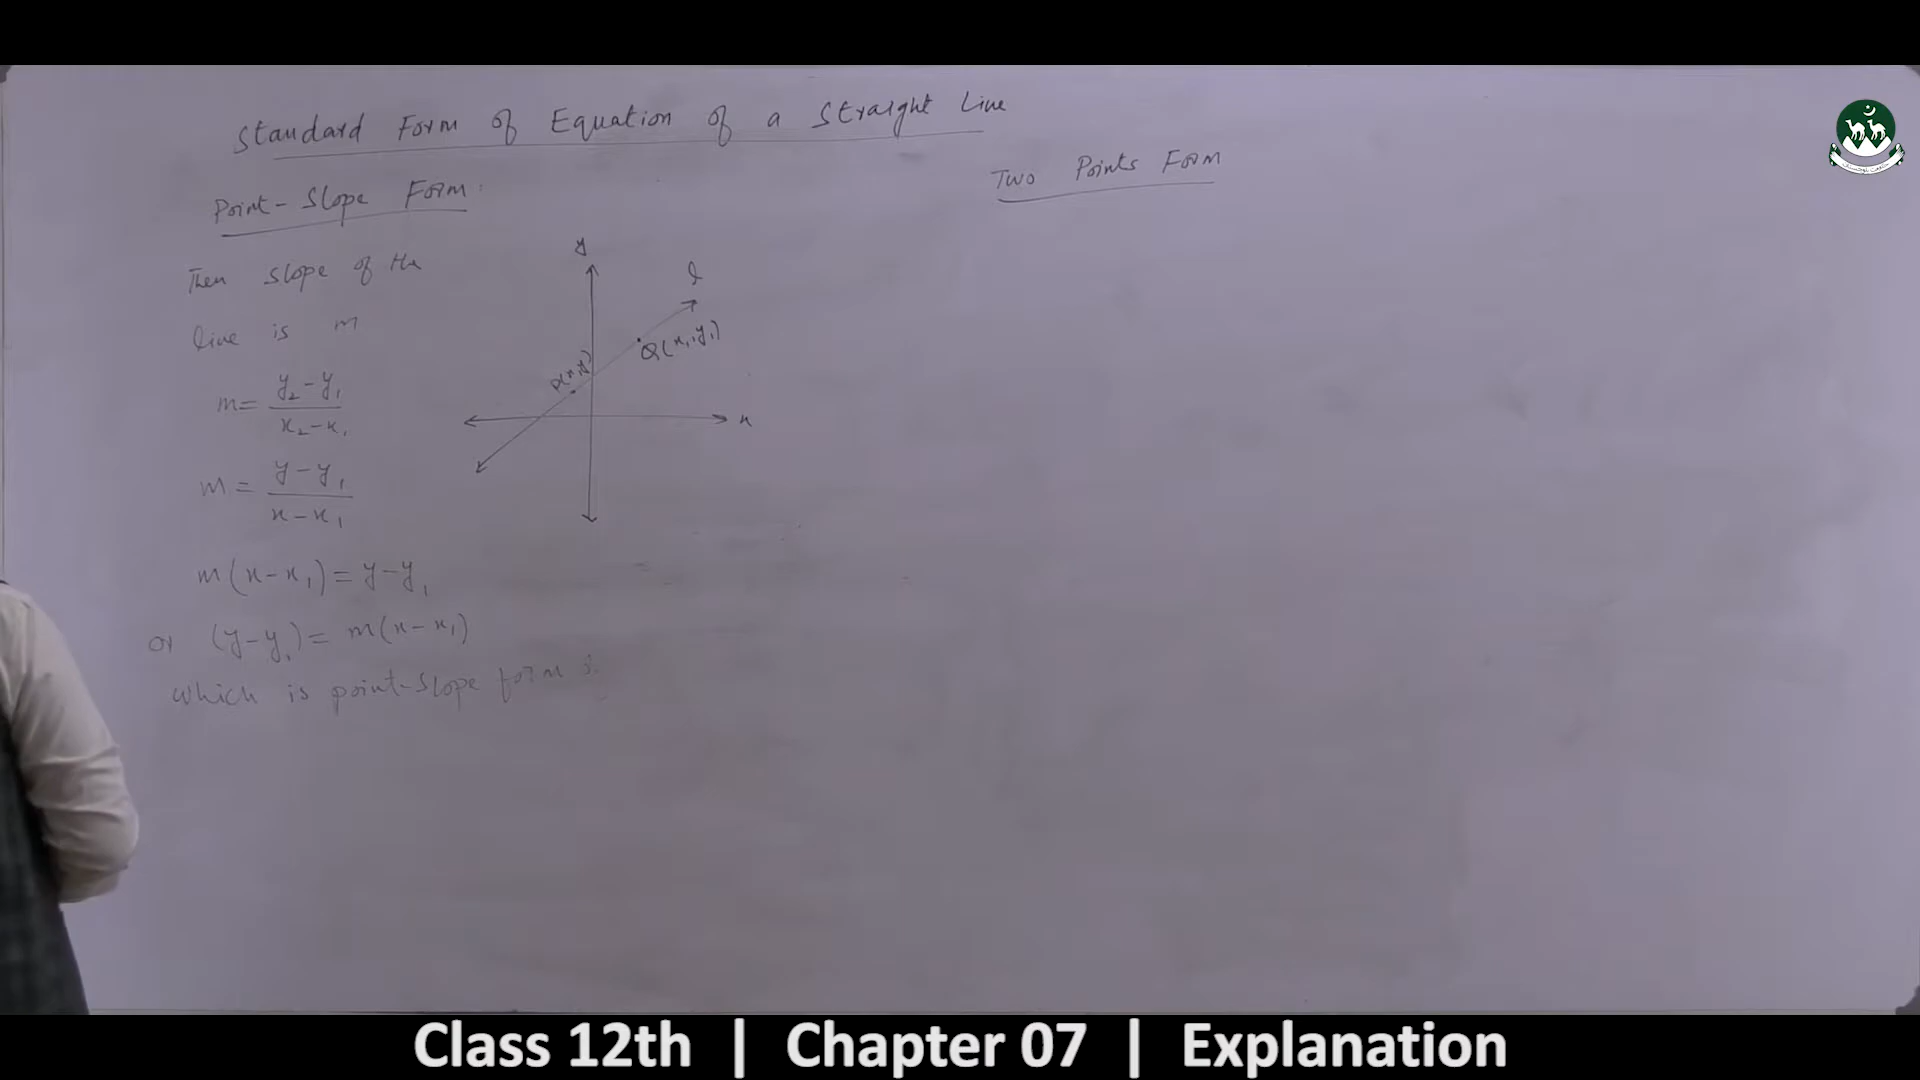 Standard Form of Equation of a Straight Line
Point-Slope Form:
Then slope of the
line is m
m = y₂-y₁ / x₂-x₁
m = y-y₁ / x-x₁
m(x-x₁) = y-y₁
or (y-y₁) = m(x-x₁)
which is point-slope form
y
l
Q(x₁,y₁)
P(x,y)
x
Two Points Form
Class 12th | Chapter 07 | Explanation